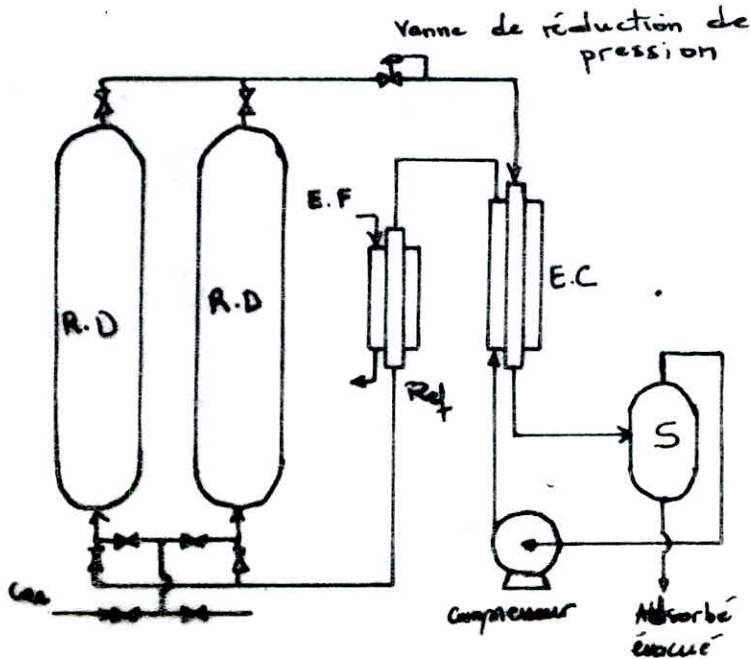 Vanne de réduction de
pression
E.F
E.C
R.D
R.D
Ref
S
Gaz
Compresseur
Absorbé
évacué